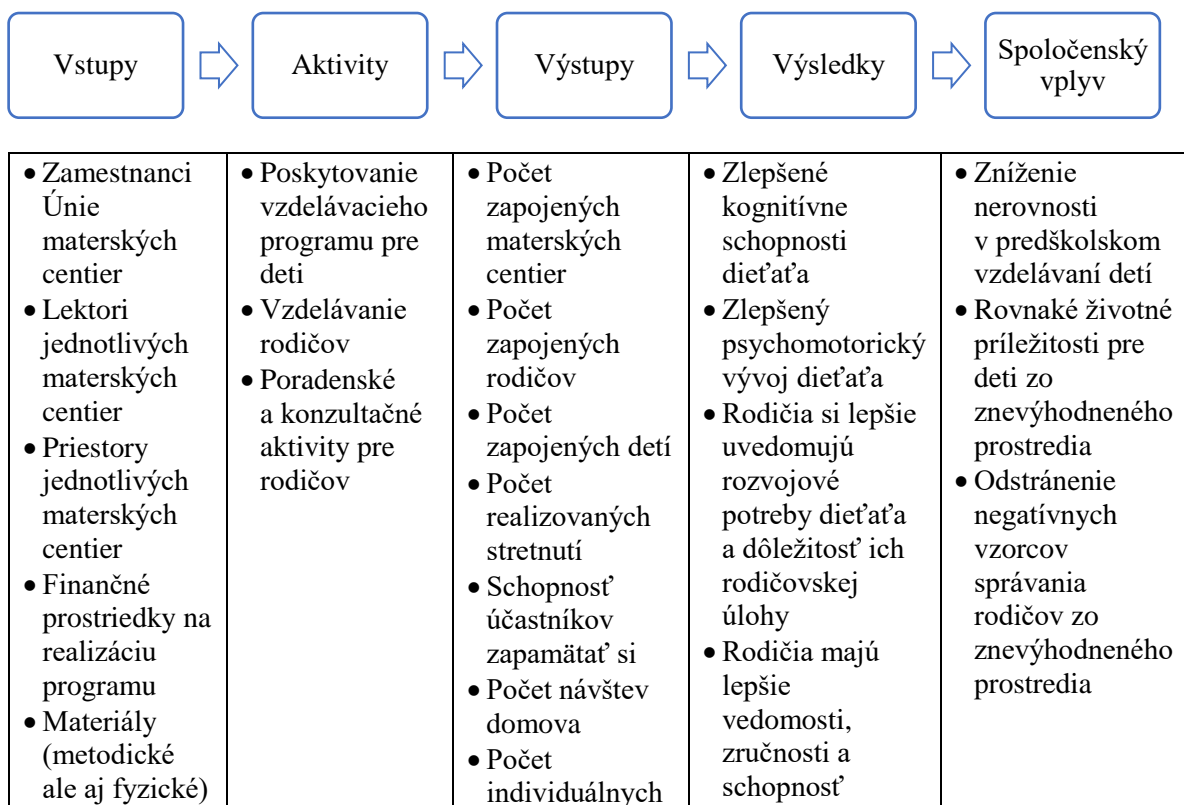 Vstupy
Aktivity
Výstupy
Výsledky
Spoločenský
vplyv
• Zamestnanci
Únie
materských
centier
• Lektori
jednotlivých
materských
centier
• Priestory
jednotlivých
materských
centier
• Finančné
prostriedky na
realizáciu
programu
• Materiály
(metodické
ale aj fyzické)
• Poskytovanie
vzdelávacieho
programu pre
deti
• Vzdelávanie
rodičov
• Poradenské
a konzultačné
aktivity pre
rodičov
• Počet
zapojených
materských
centier
• Počet
zapojených
rodičov
• Počet
zapojených detí
• Počet
realizovaných
stretnutí
• Schopnosť
účastníkov
zapamätať si
• Počet návštev
domova
• Počet
individuálnych
• Zlepšené
kognitívne
schopnosti
dieťaťa
• Zlepšený
psychomotorický
vývoj dieťaťa
• Rodičia si lepšie
uvedomujú
rozvojové
potreby dieťaťa
a dôležitosť ich
rodičovskej
úlohy
• Rodičia majú
lepšie
vedomosti,
zručnosti a
schopnosť
• Zníženie
nerovnosti
v predškolskom
vzdelávaní detí
• Rovnaké životné
príležitosti pre
deti zo
znevýhodneného
prostredia
• Odstránenie
negatívnych
vzorcov
správania
rodičov zo
znevýhodneného
prostredia